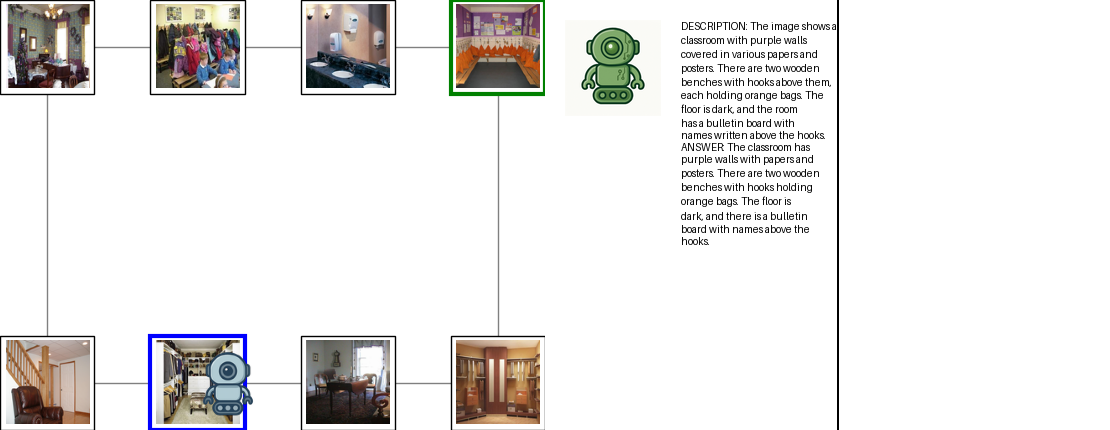 DESCRIPTION: The image shows a
classroom with purple walls
covered in various papers and
posters. There are two wooden
benches with hooks above them,
each holding orange bags. The
floor is dark, and the room
has a bulletin board with
names written above the hooks.
ANSWER: The classroom has
purple walls with papers and
posters. There are two wooden
benches with hooks holding
orange bags. The floor is
dark, and there is a bulletin
board with names above the
hooks.